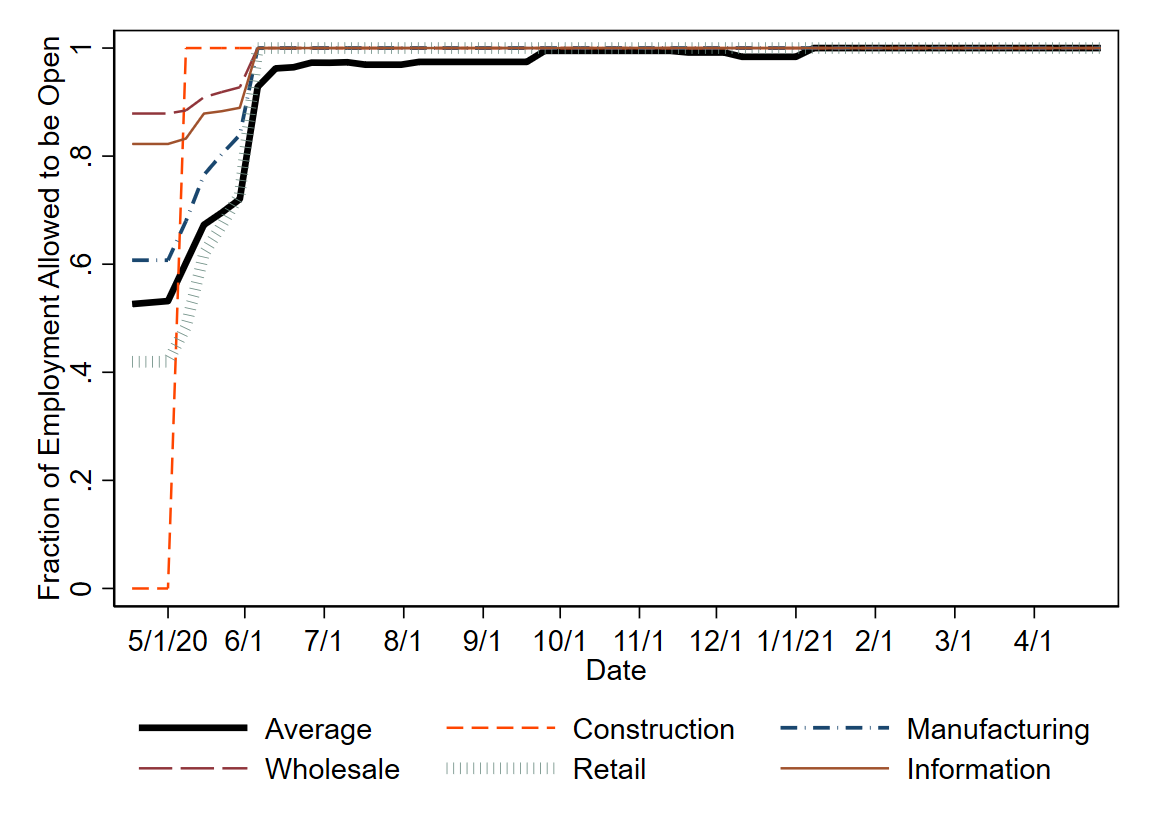 Fraction of Employment Allowed to be Open
1
.8
.6
.4
.2
0
5/1/20 6/1 7/1 8/1 9/1 10/1 11/1 12/1 1/1/21 2/1 3/1 4/1
Date
Average Construction Manufacturing
Wholesale Retail Information